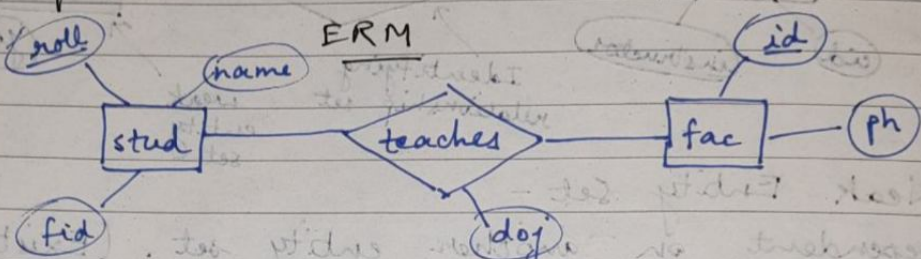 ERM
roll
name
id
stud
teaches
fac
ph
fid
doj